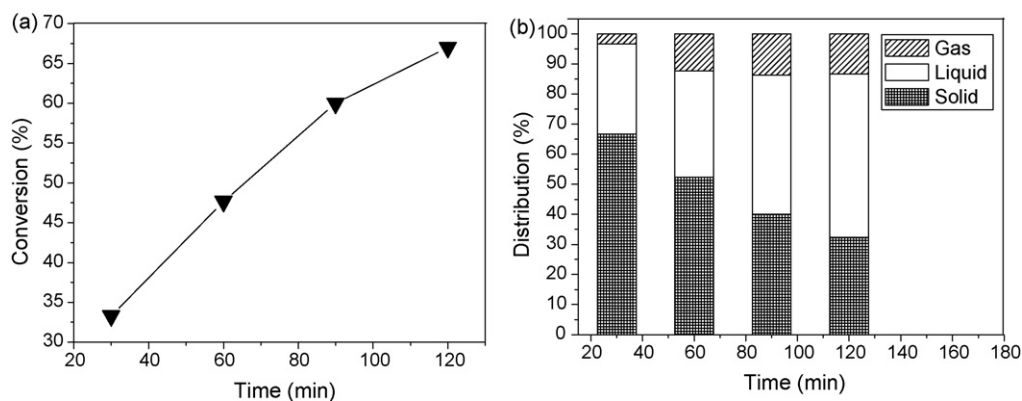 (a)
70
65
60
55
50
45
40
35
30
Conversion (%)
20 40 60 80 100 120
Time (min)
(b)
100
90
80
70
60
50
40
30
20
10
0
Distribution (%)
Gas
Liquid
Solid
20 40 60 80 100 120 140 160 180
Time (min)